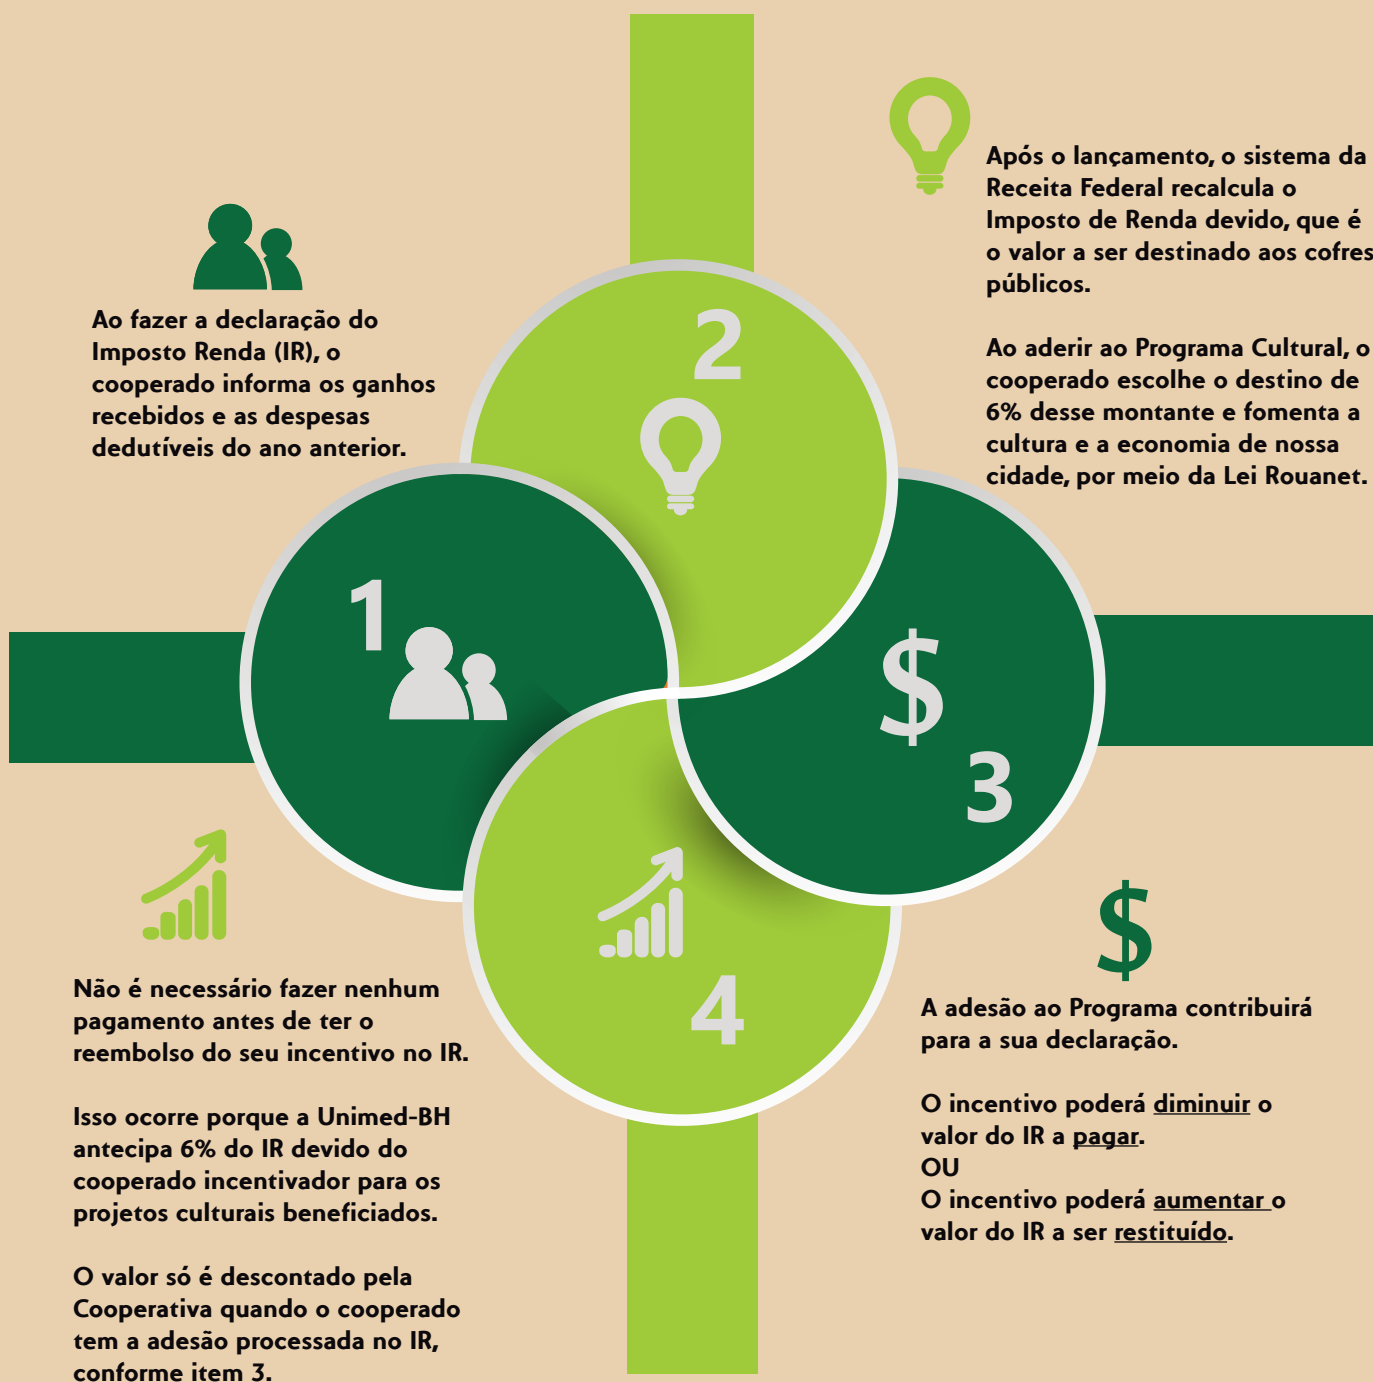 Ao fazer a declaração do
Imposto Renda (IR), o
cooperado informa os ganhos
recebidos e as despesas
dedutíveis do ano anterior.
1
2
Após o lançamento, o sistema da
Receita Federal recalcula o
Imposto de Renda devido, que é
o valor a ser destinado aos cofres
públicos.
Ao aderir ao Programa Cultural, o
cooperado escolhe o destino de
6% desse montante e fomenta a
cultura e a economia de nossa
cidade, por meio da Lei Rouanet.
$
3
$
A adesão ao Programa contribuirá
para a sua declaração.
O incentivo poderá diminuir o
valor do IR a pagar.
OU
O incentivo poderá aumentar o
valor do IR a ser restituído.
4
Não é necessário fazer nenhum
pagamento antes de ter o
reembolso do seu incentivo no IR.
Isso ocorre porque a Unimed-BH
antecipa 6% do IR devido do
cooperado incentivador para os
projetos culturais beneficiados.
O valor só é descontado pela
Cooperativa quando o cooperado
tem a adesão processada no IR,
conforme item 3.